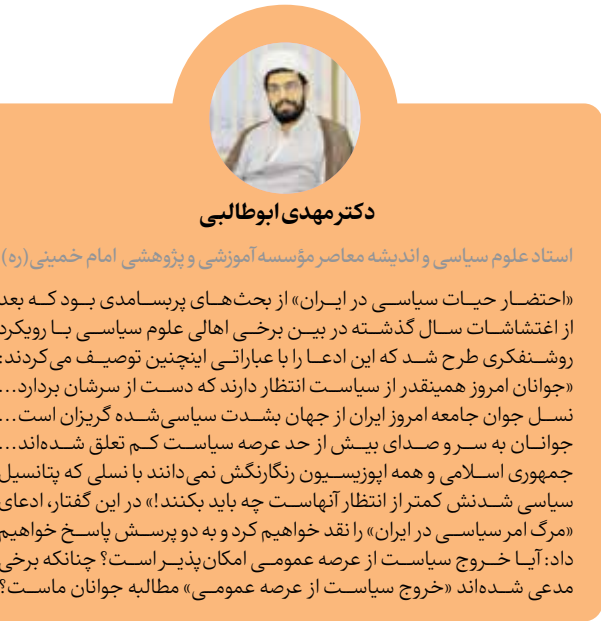 دکتر مهدی ابوطالبی
استاد علوم سیاسی و اندیشه معاصر مؤسسه آموزشی و پژوهشی امام خمینی(ره)
«احتضار حیات سیاسی در ایران» از بحث‌های پربسامدی بود که بعد
از اغتشاشات سال گذشته در بین برخی اهالی علوم سیاسی با رویکرد
روشنفکری طرح شد که این ادعا را با عباراتی اینچنین توصیف می‌کردند:
«جوانان امروز همینقدر از سیاست انتظار دارند که دست از سرشان بردارد...
نسل جوان جامعه امروز ایران از جهان بشدت سیاسی‌شده گریزان است...
جوانان به سر و صدای بیش از حد عرصه سیاست کم تعلق شده‌اند...
جمهوری اسلامی و همه اپوزیسیون رنگارنگش نمی‌دانند با نسلی که پتانسیل
سیاسی شدنش کمتر از انتظار آنهاست چه باید بکنند!» در این گفتار، ادعای
«مرگ امر سیاسی در ایران» را نقد خواهیم کرد و به دو پرسش پاسخ خواهیم
داد: آیا خروج سیاست از عرصه عمومی امکان‌پذیر است؟ چنانکه برخی
مدعی شده‌اند «خروج سیاست از عرصه عمومی» مطالبه جوانان ماست؟